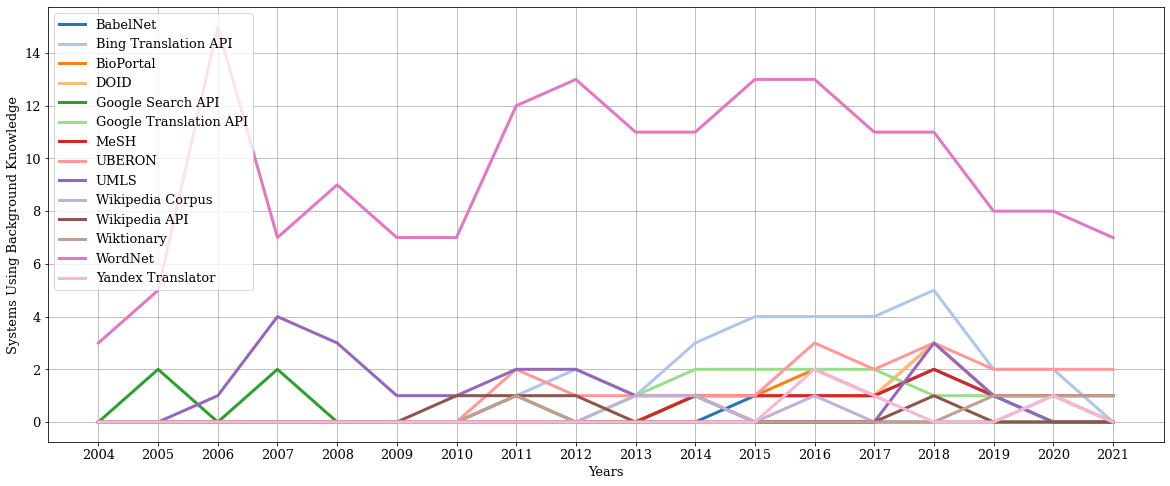 BabelNet
Bing Translation API
BioPortal
DOID
Google Search API
Google Translation API
MeSH
UBERON
UMLS
Wikipedia Corpus
Wikipedia API
Wiktionary
WordNet
Yandex Translator
Systems Using Background Knowledge
14
12
10
8
6
4
2
0
2004 2005 2006 2007 2008 2009 2010 2011 2012 2013 2014 2015 2016 2017 2018 2019 2020 2021
Years